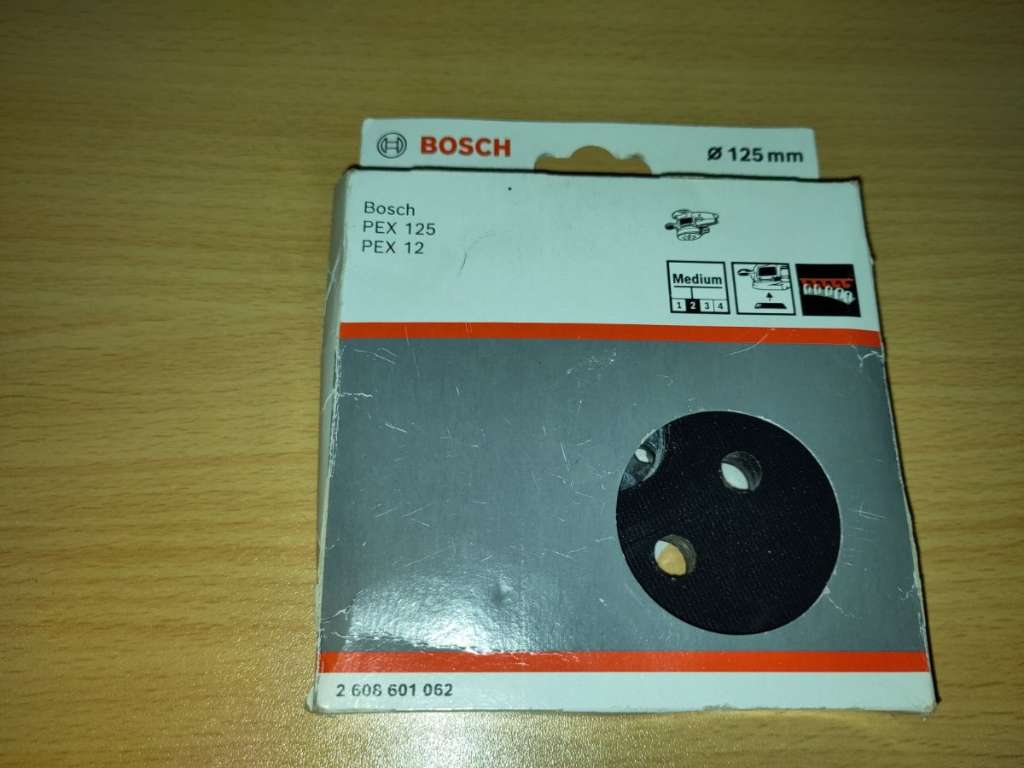 BOSCH
Ø 125 mm
Bosch
PEX 125
PEX 12
Medium
1 2 3 4
2 608 601 062